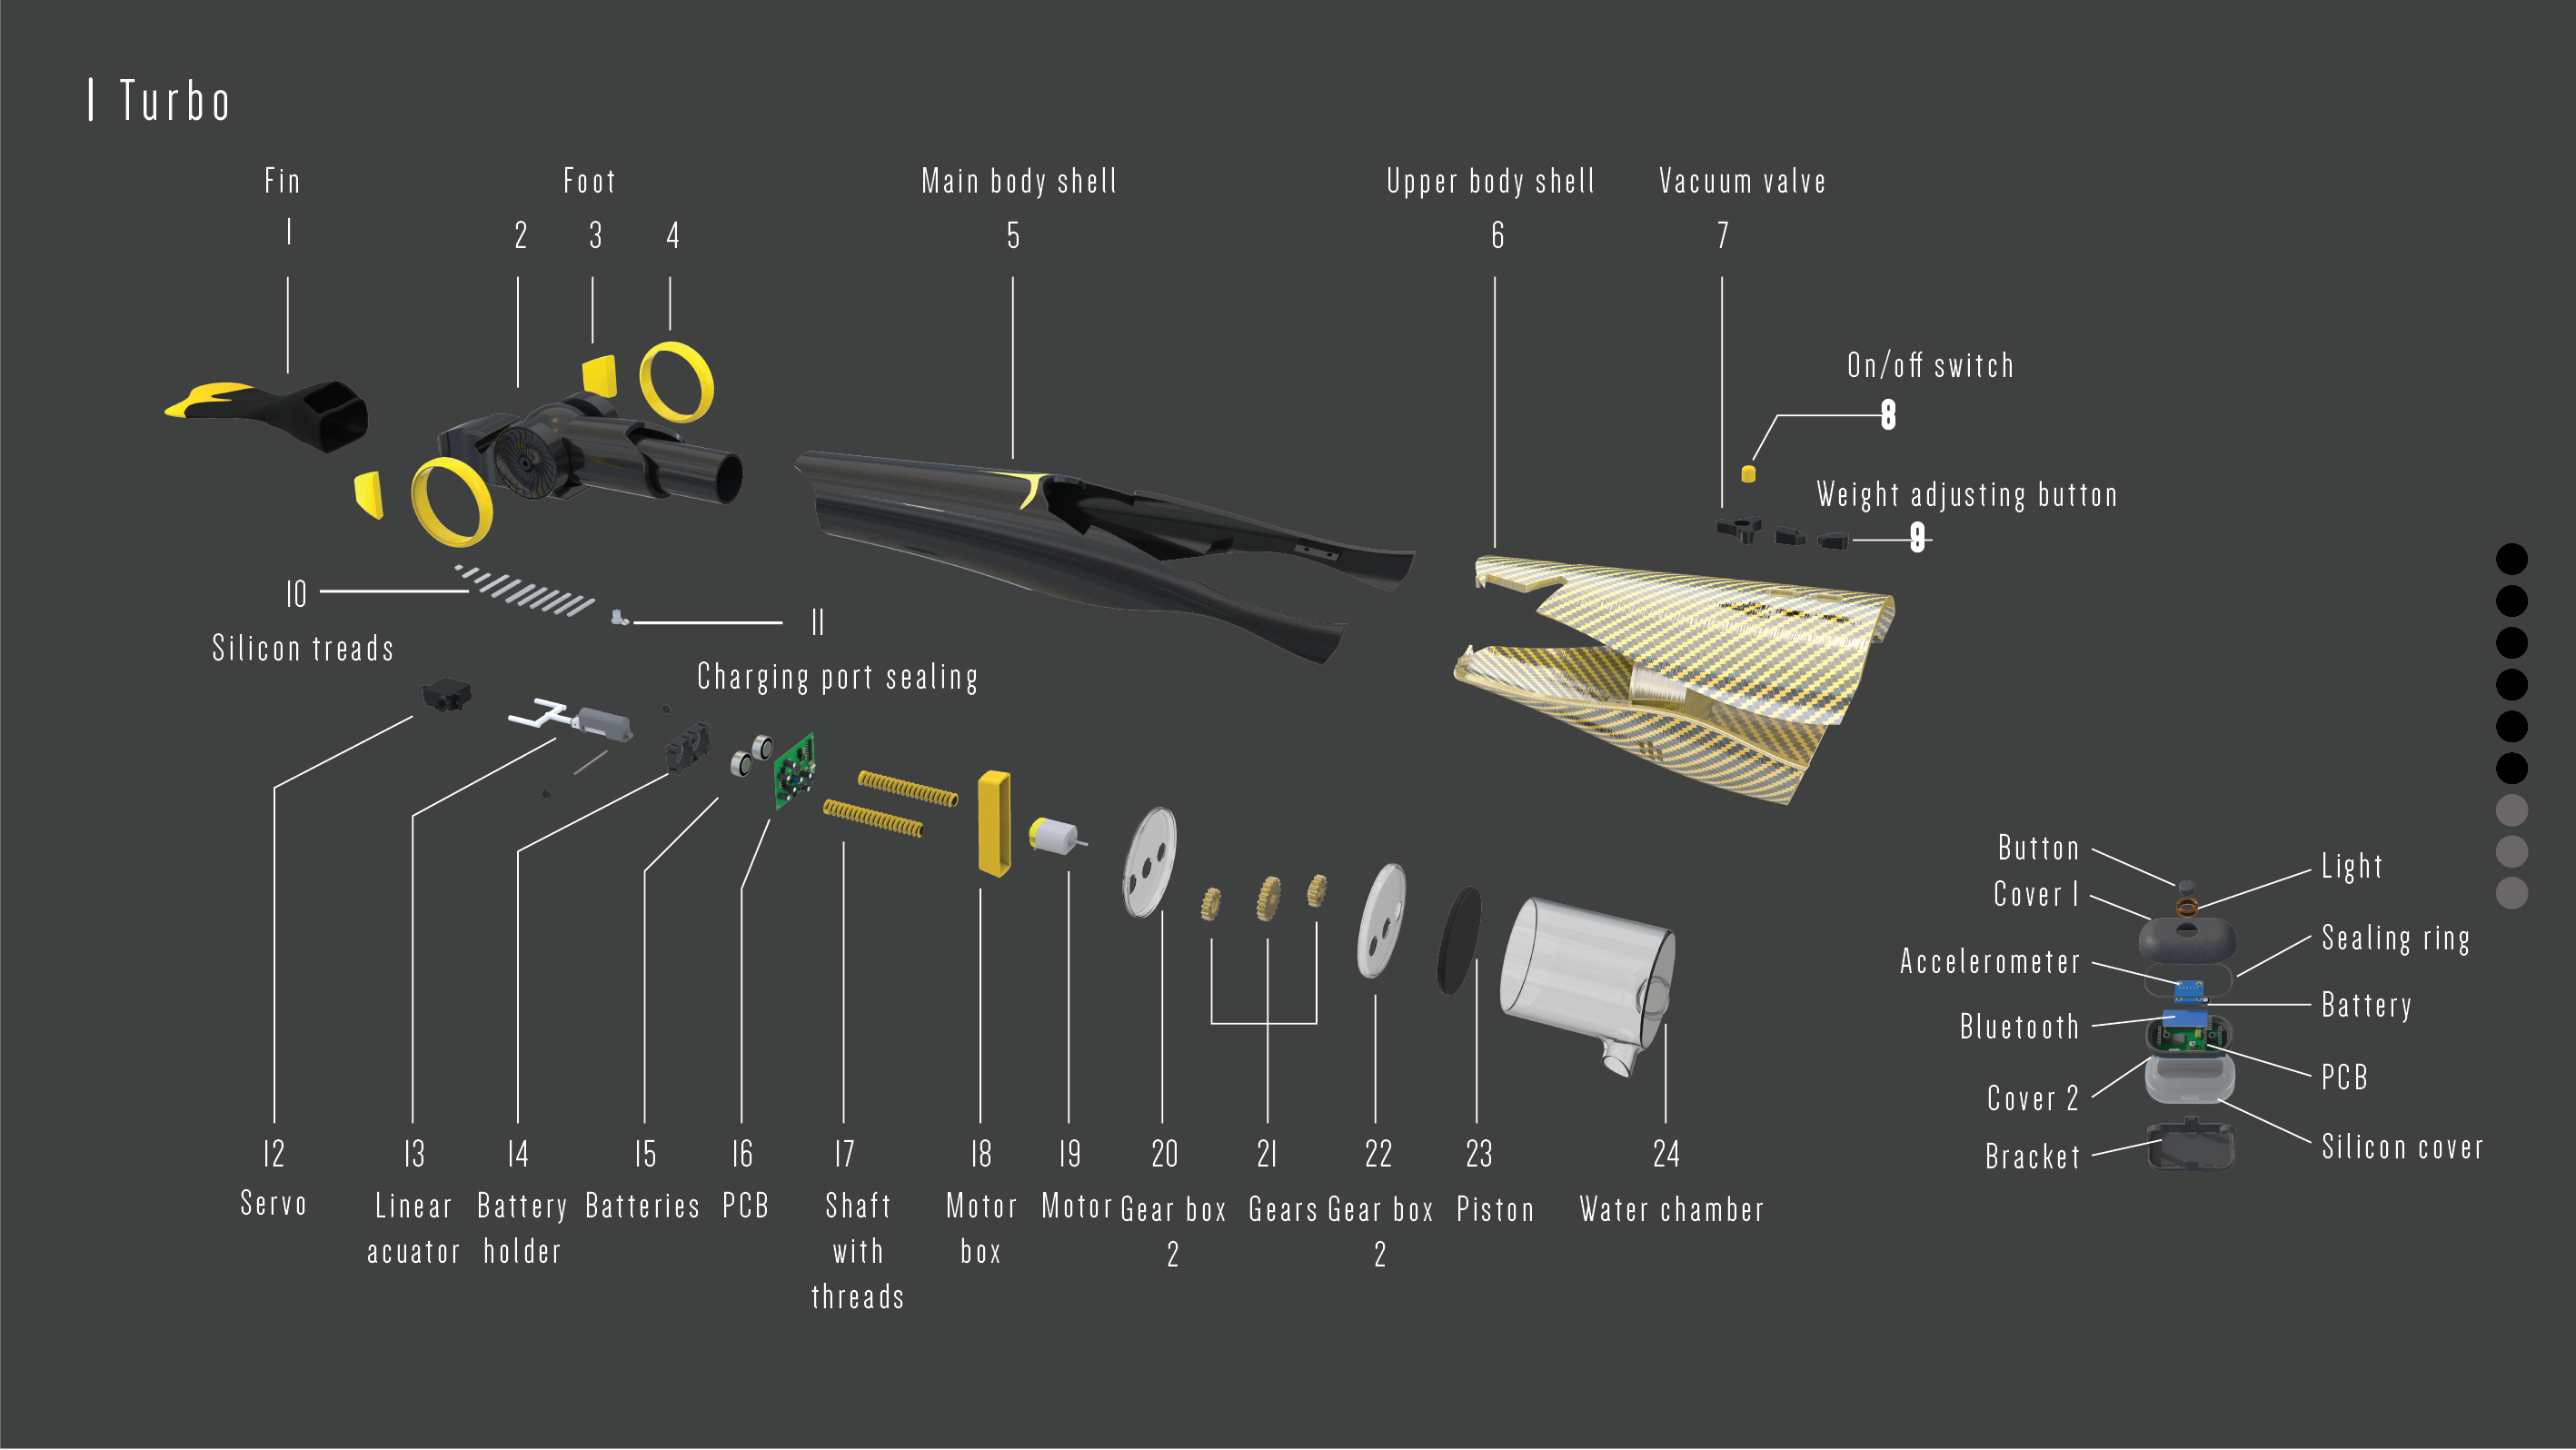 Turbo
Fin Foot Main body shell Upper body shell Vacuum valve
1 2 3 4 5 6 7
On/off switch
8
Weight adjusting button
9
10
Silicon treads
11
Charging port sealing
Button
Cover 1
Accelerometer
Bluetooth
Cover 2
Bracket
Light
Sealing ring
Battery
PCB
Silicon cover
12 13 14 15 16 17 18 19 20 21 22 23 24
Servo
Linear
acuator
Battery
holder
Batteries
PCB
Shaft
with
threads
Motor
box
Motor
Gear box
2
Gears
Gear box
2
Piston
Water chamber